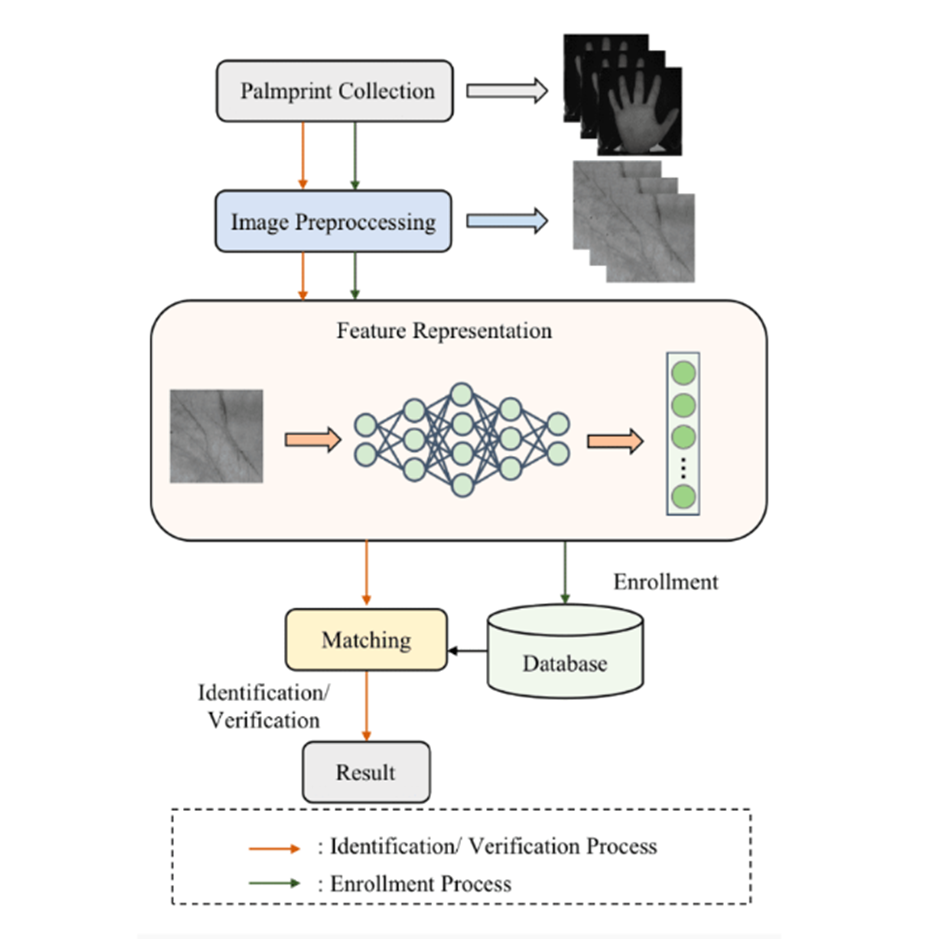 Palmprint Collection
Image Preproccessing
Feature Representation
Enrollment
Matching
Database
Identification/
Verification
Result
: Identification/ Verification Process
: Enrollment Process